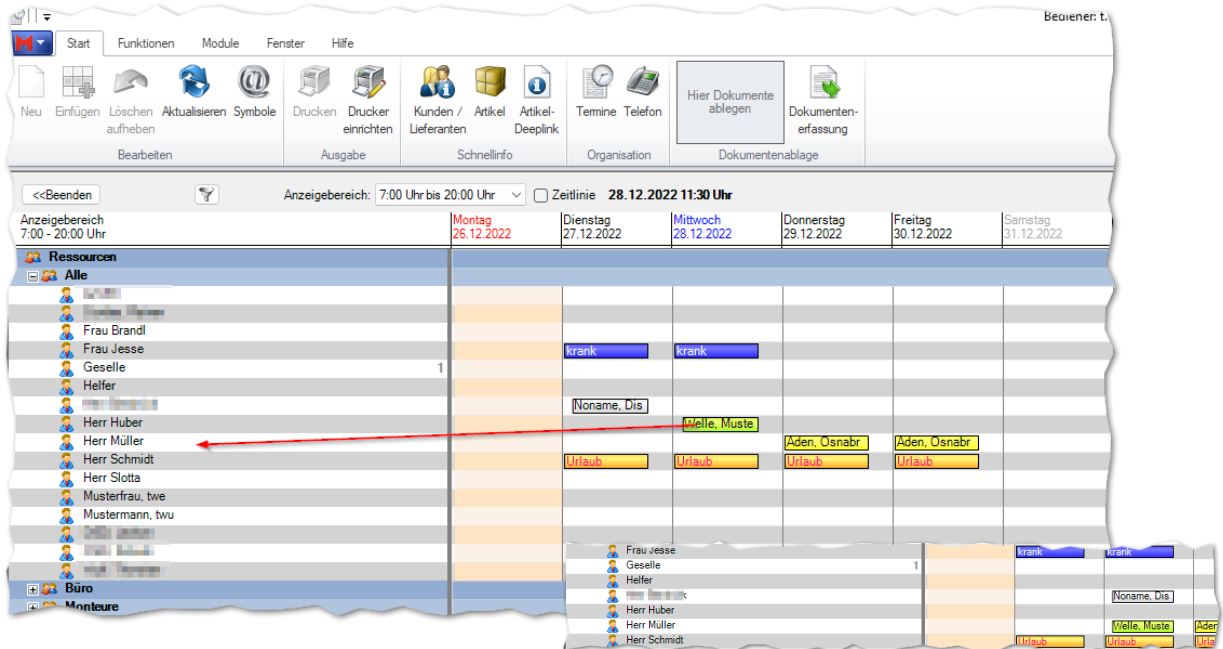 Bediener: t.
Start Funktionen Module Fenster Hilfe
Neu Einfügen Löschen aufheben Aktualisieren Symbole Drucken Drucker einrichten Kunden / Lieferanten Artikel Artikel-Deeplink Termine Telefon Hier Dokumente ablegen Dokumenten-erfassung
Bearbeiten Ausgabe Schnellinfo Organisation Dokumentenablage
<<Beenden Anzeigebereich: 7:00 Uhr bis 20:00 Uhr Zeitlinie 28.12.2022 11:30 Uhr
Anzeigebereich Montag Dienstag Mittwoch Donnerstag Freitag Samstag
7:00 - 20:00 Uhr 26.12.2022 27.12.2022 28.12.2022 29.12.2022 30.12.2022 31.12.2022
Ressourcen
Alle
Frau Brandl
Frau Jesse krank krank
Geselle 1
Helfer
Noname, Dis
Herr Huber Welle, Muste
Herr Müller Aden, Osnabr Aden, Osnabr
Herr Schmidt Urlaub Urlaub Urlaub Urlaub
Herr Slotta
Musterfrau, twe
Mustermann, twu
Büro
Monteure
Frau Jesse krank krank
Geselle 1
Helfer
Noname, Dis
Herr Huber
Herr Müller Welle, Muste Aden
Herr Schmidt Urlaub Urlaub Urla